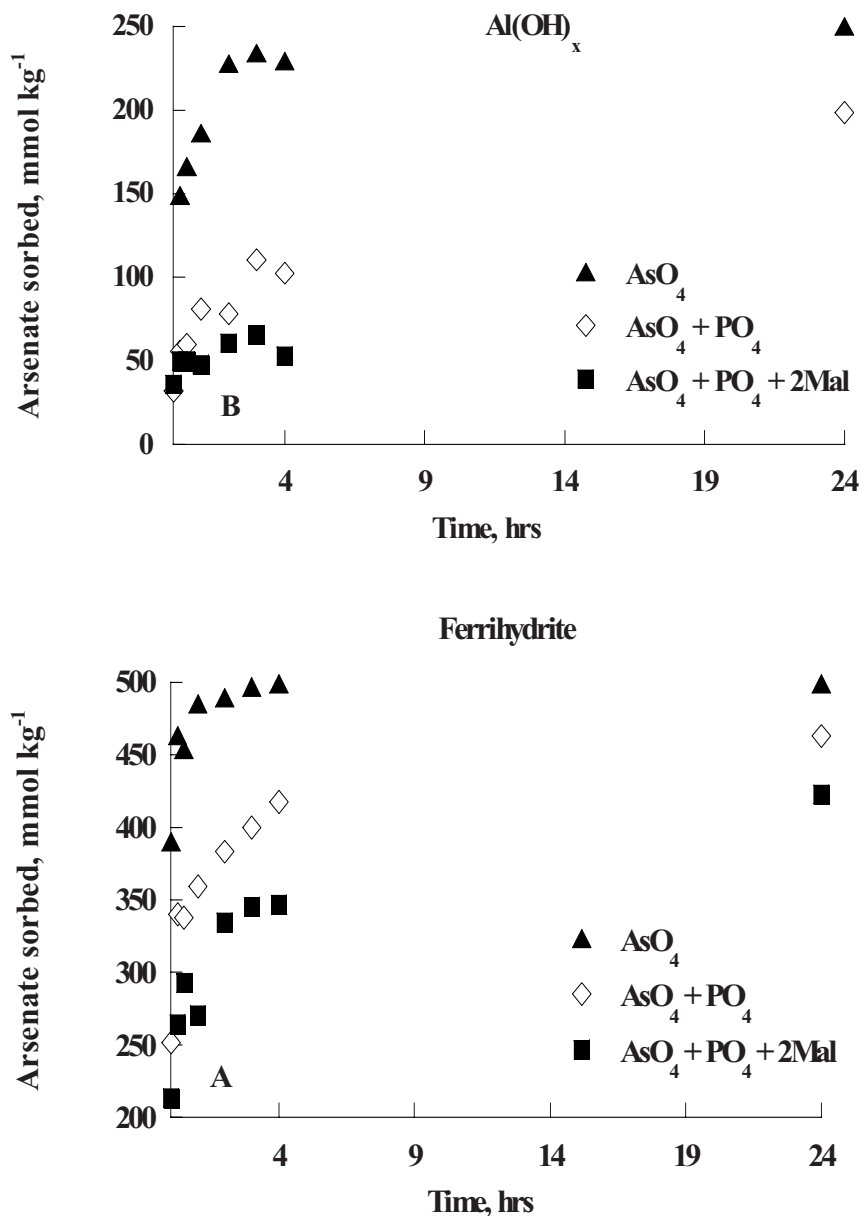 Al(OH)x
Arsenate sorbed, mmol kg-1
250
200
150
100
50
0
AsO4
AsO4 + PO4
AsO4 + PO4 + 2Mal
B
4 9 14 19 24
Time, hrs
Ferrihydrite
Arsenate sorbed, mmol kg-1
500
450
400
350
300
250
200
AsO4
AsO4 + PO4
AsO4 + PO4 + 2Mal
A
4 9 14 19 24
Time, hrs